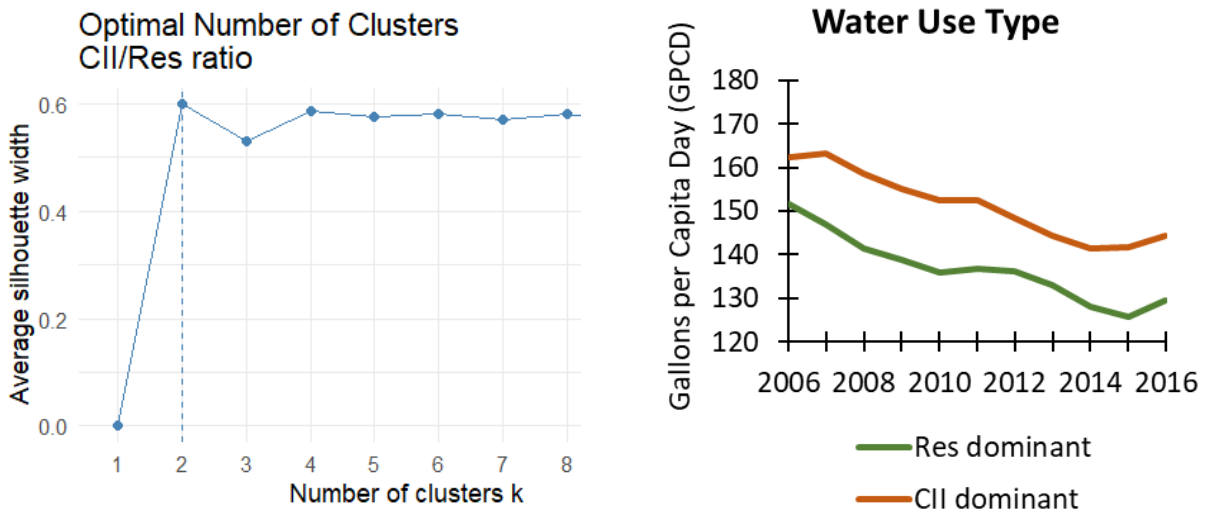 Optimal Number of Clusters
CII/Res ratio
Average silhouette width
0.6
0.4
0.2
0.0
1 2 3 4 5 6 7 8
Number of clusters k
Water Use Type
Gallons per Capita Day (GPCD)
180
170
160
150
140
130
120
2006 2008 2010 2012 2014 2016
Res dominant
CII dominant